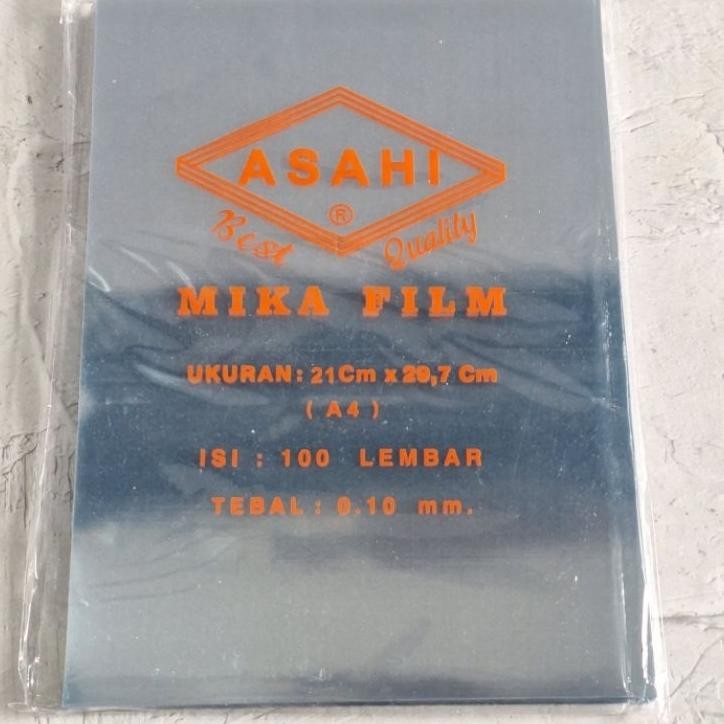 ASAHI
®
Best Quality
MIKA FILM
UKURAN: 21Cm x 29,7 Cm
( A4 )
ISI : 100 LEMBAR
TEBAL : 0.10 mm.